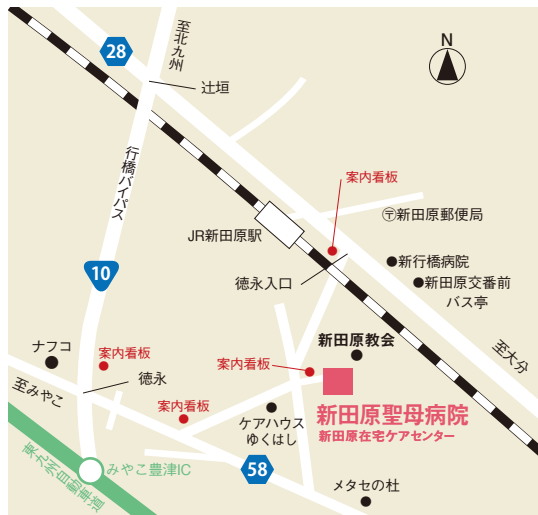 28
至北九州
N
辻垣
行橋バイパス
案内看板
〒新田原郵便局
JR新田原駅
新行橋病院
徳永入口
新田原交番前
バス亭
10
至大分
ナフコ
案内看板
新田原教会
案内看板
至みやこ
徳永
案内看板
新田原聖母病院
新田原在宅ケアセンター
ケアハウス
ゆくはし
東九州自動車道
みやこ豊津IC
58
メタセの杜